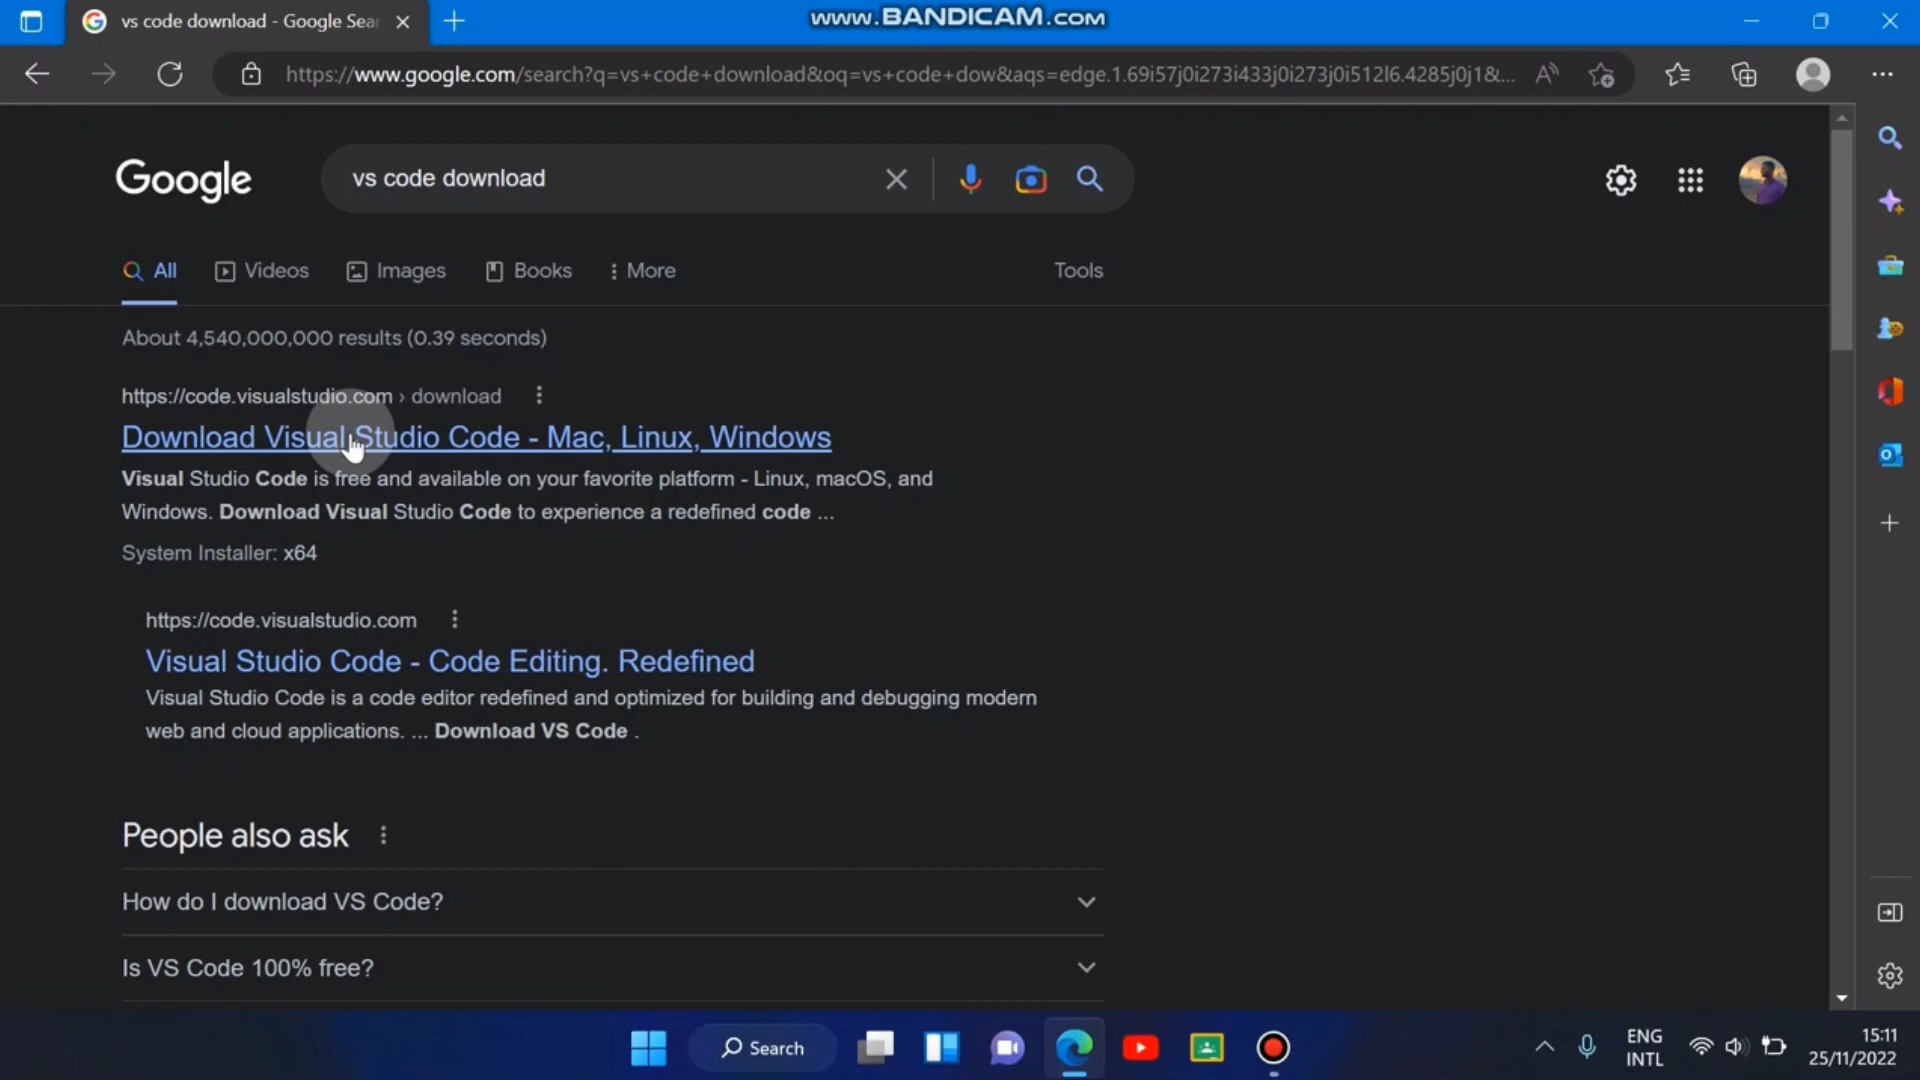 vs code download - Google Sear
www.BANDICAM.com
https://www.google.com/search?q=vs+code+download&oq=vs+code+dow&aqs=edge.1.69i57j0i273i433j0i273j0i512l6.4285j0j1&...
Google
vs code download
All
Videos
Images
Books
More
Tools
About 4,540,000,000 results (0.39 seconds)
https://code.visualstudio.com › download
Download Visual Studio Code - Mac, Linux, Windows
Visual Studio Code is free and available on your favorite platform - Linux, macOS, and
Windows. Download Visual Studio Code to experience a redefined code ...
System Installer: x64
https://code.visualstudio.com
Visual Studio Code - Code Editing. Redefined
Visual Studio Code is a code editor redefined and optimized for building and debugging modern
web and cloud applications. ... Download VS Code .
People also ask
How do I download VS Code?
Is VS Code 100% free?
Search
ENG
INTL
15:11
25/11/2022